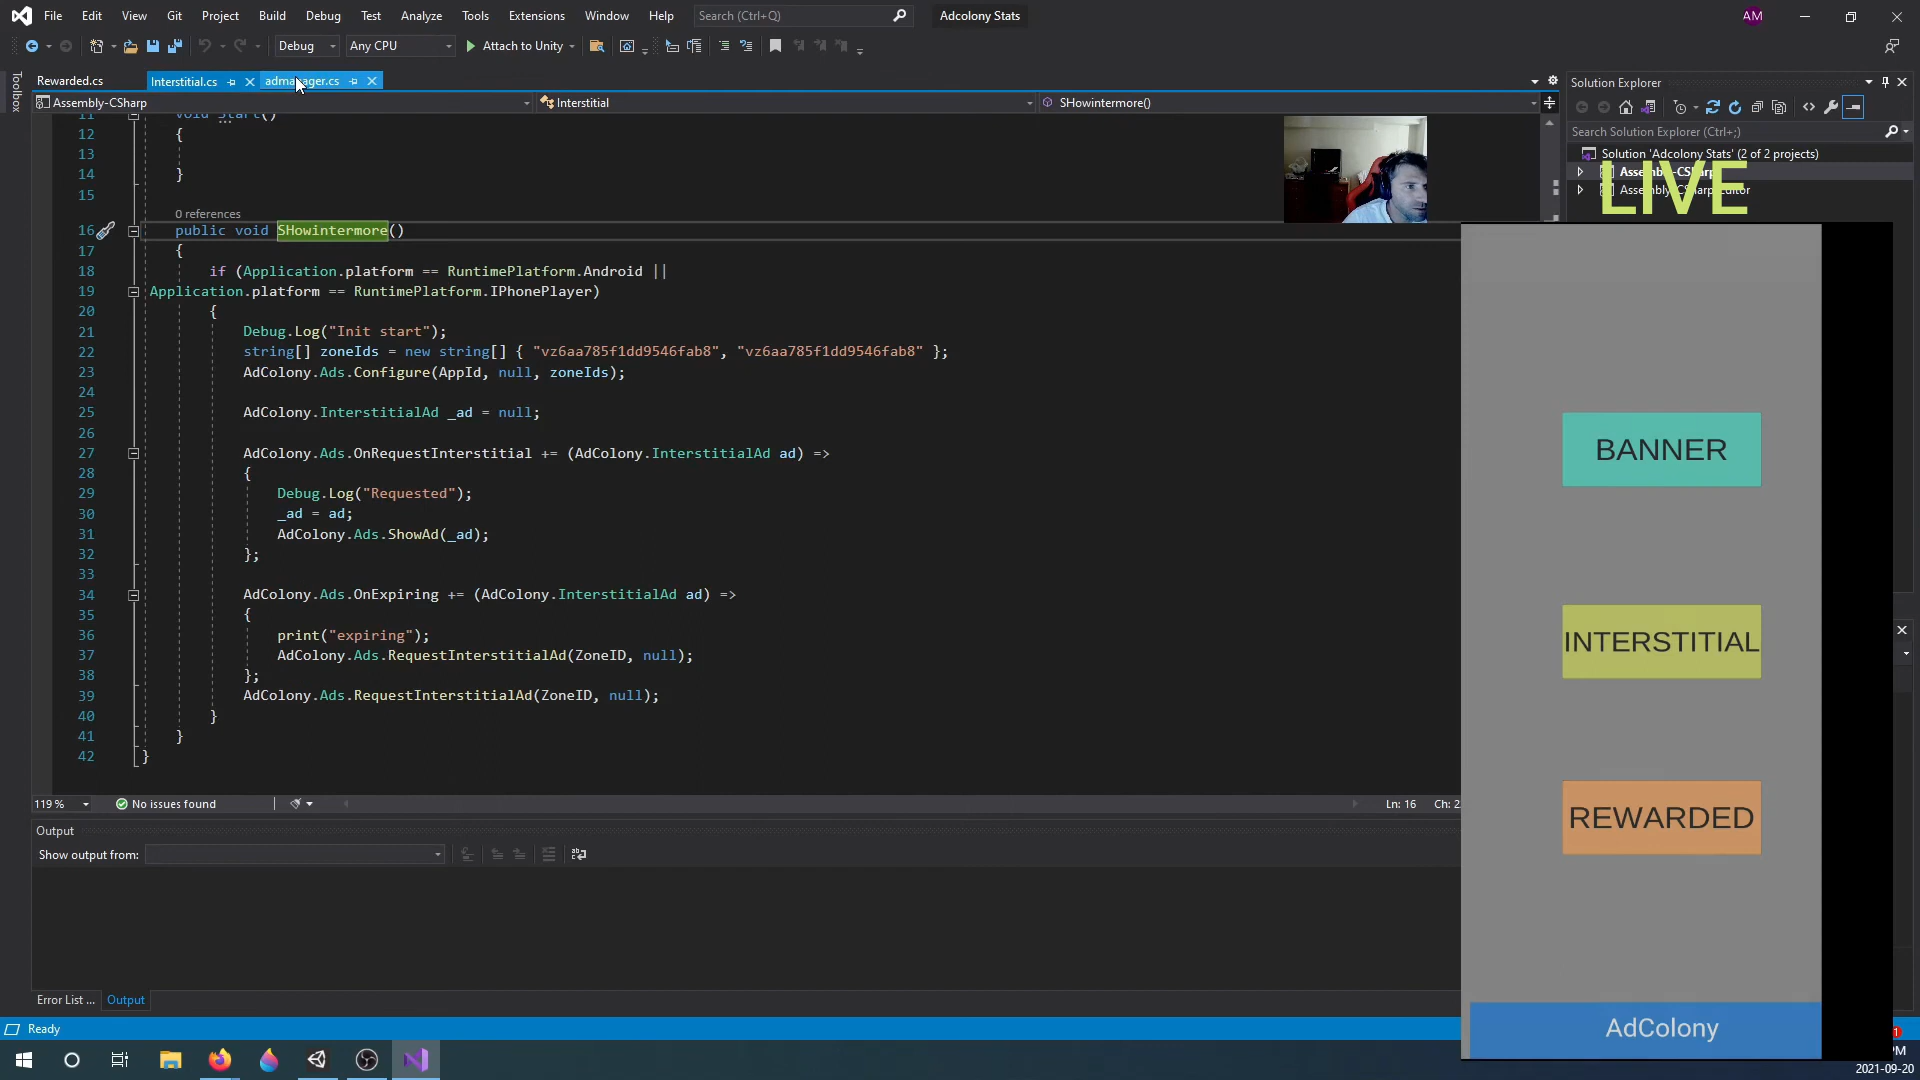 File Edit View Git Project Build Debug Test Analyze Tools Extensions Window Help Search (Ctrl+Q) Adcolony Stats AM
Debug Any CPU Attach to Unity
Toolbox
Rewarded.cs Interstitial.cs
Assembly-CSharp Interstitial SHowintermore()
11 void Start()
12 {
13
14 }
15
0 references
16 public void SHowintermore()
17 {
18 if (Application.platform == RuntimePlatform.Android ||
19 Application.platform == RuntimePlatform.IPhonePlayer)
20 {
21 Debug.Log("Init start");
22 string[] zoneIds = new string[] { "vz6aa785f1dd9546fab8", "vz6aa785f1dd9546fab8" };
23 AdColony.Ads.Configure(AppId, null, zoneIds);
24
25 AdColony.InterstitialAd _ad = null;
26
27 AdColony.Ads.OnRequestInterstitial += (AdColony.InterstitialAd ad) =>
28 {
29 Debug.Log("Requested");
30 _ad = ad;
31 AdColony.Ads.ShowAd(_ad);
32 };
33
34 AdColony.Ads.OnExpiring += (AdColony.InterstitialAd ad) =>
35 {
36 print("expiring");
37 AdColony.Ads.RequestInterstitialAd(ZoneID, null);
38 };
39 AdColony.Ads.RequestInterstitialAd(ZoneID, null);
40 }
41 }
42 }
119 % No issues found Ln: 16 Ch: 2
Output
Show output from:
Error List ... Output
Ready
Solution Explorer
Search Solution Explorer (Ctrl+;)
Solution 'Adcolony Stats' (2 of 2 projects)
LIVE
BANNER
INTERSTITIAL
REWARDED
AdColony
1
PM
2021-09-20